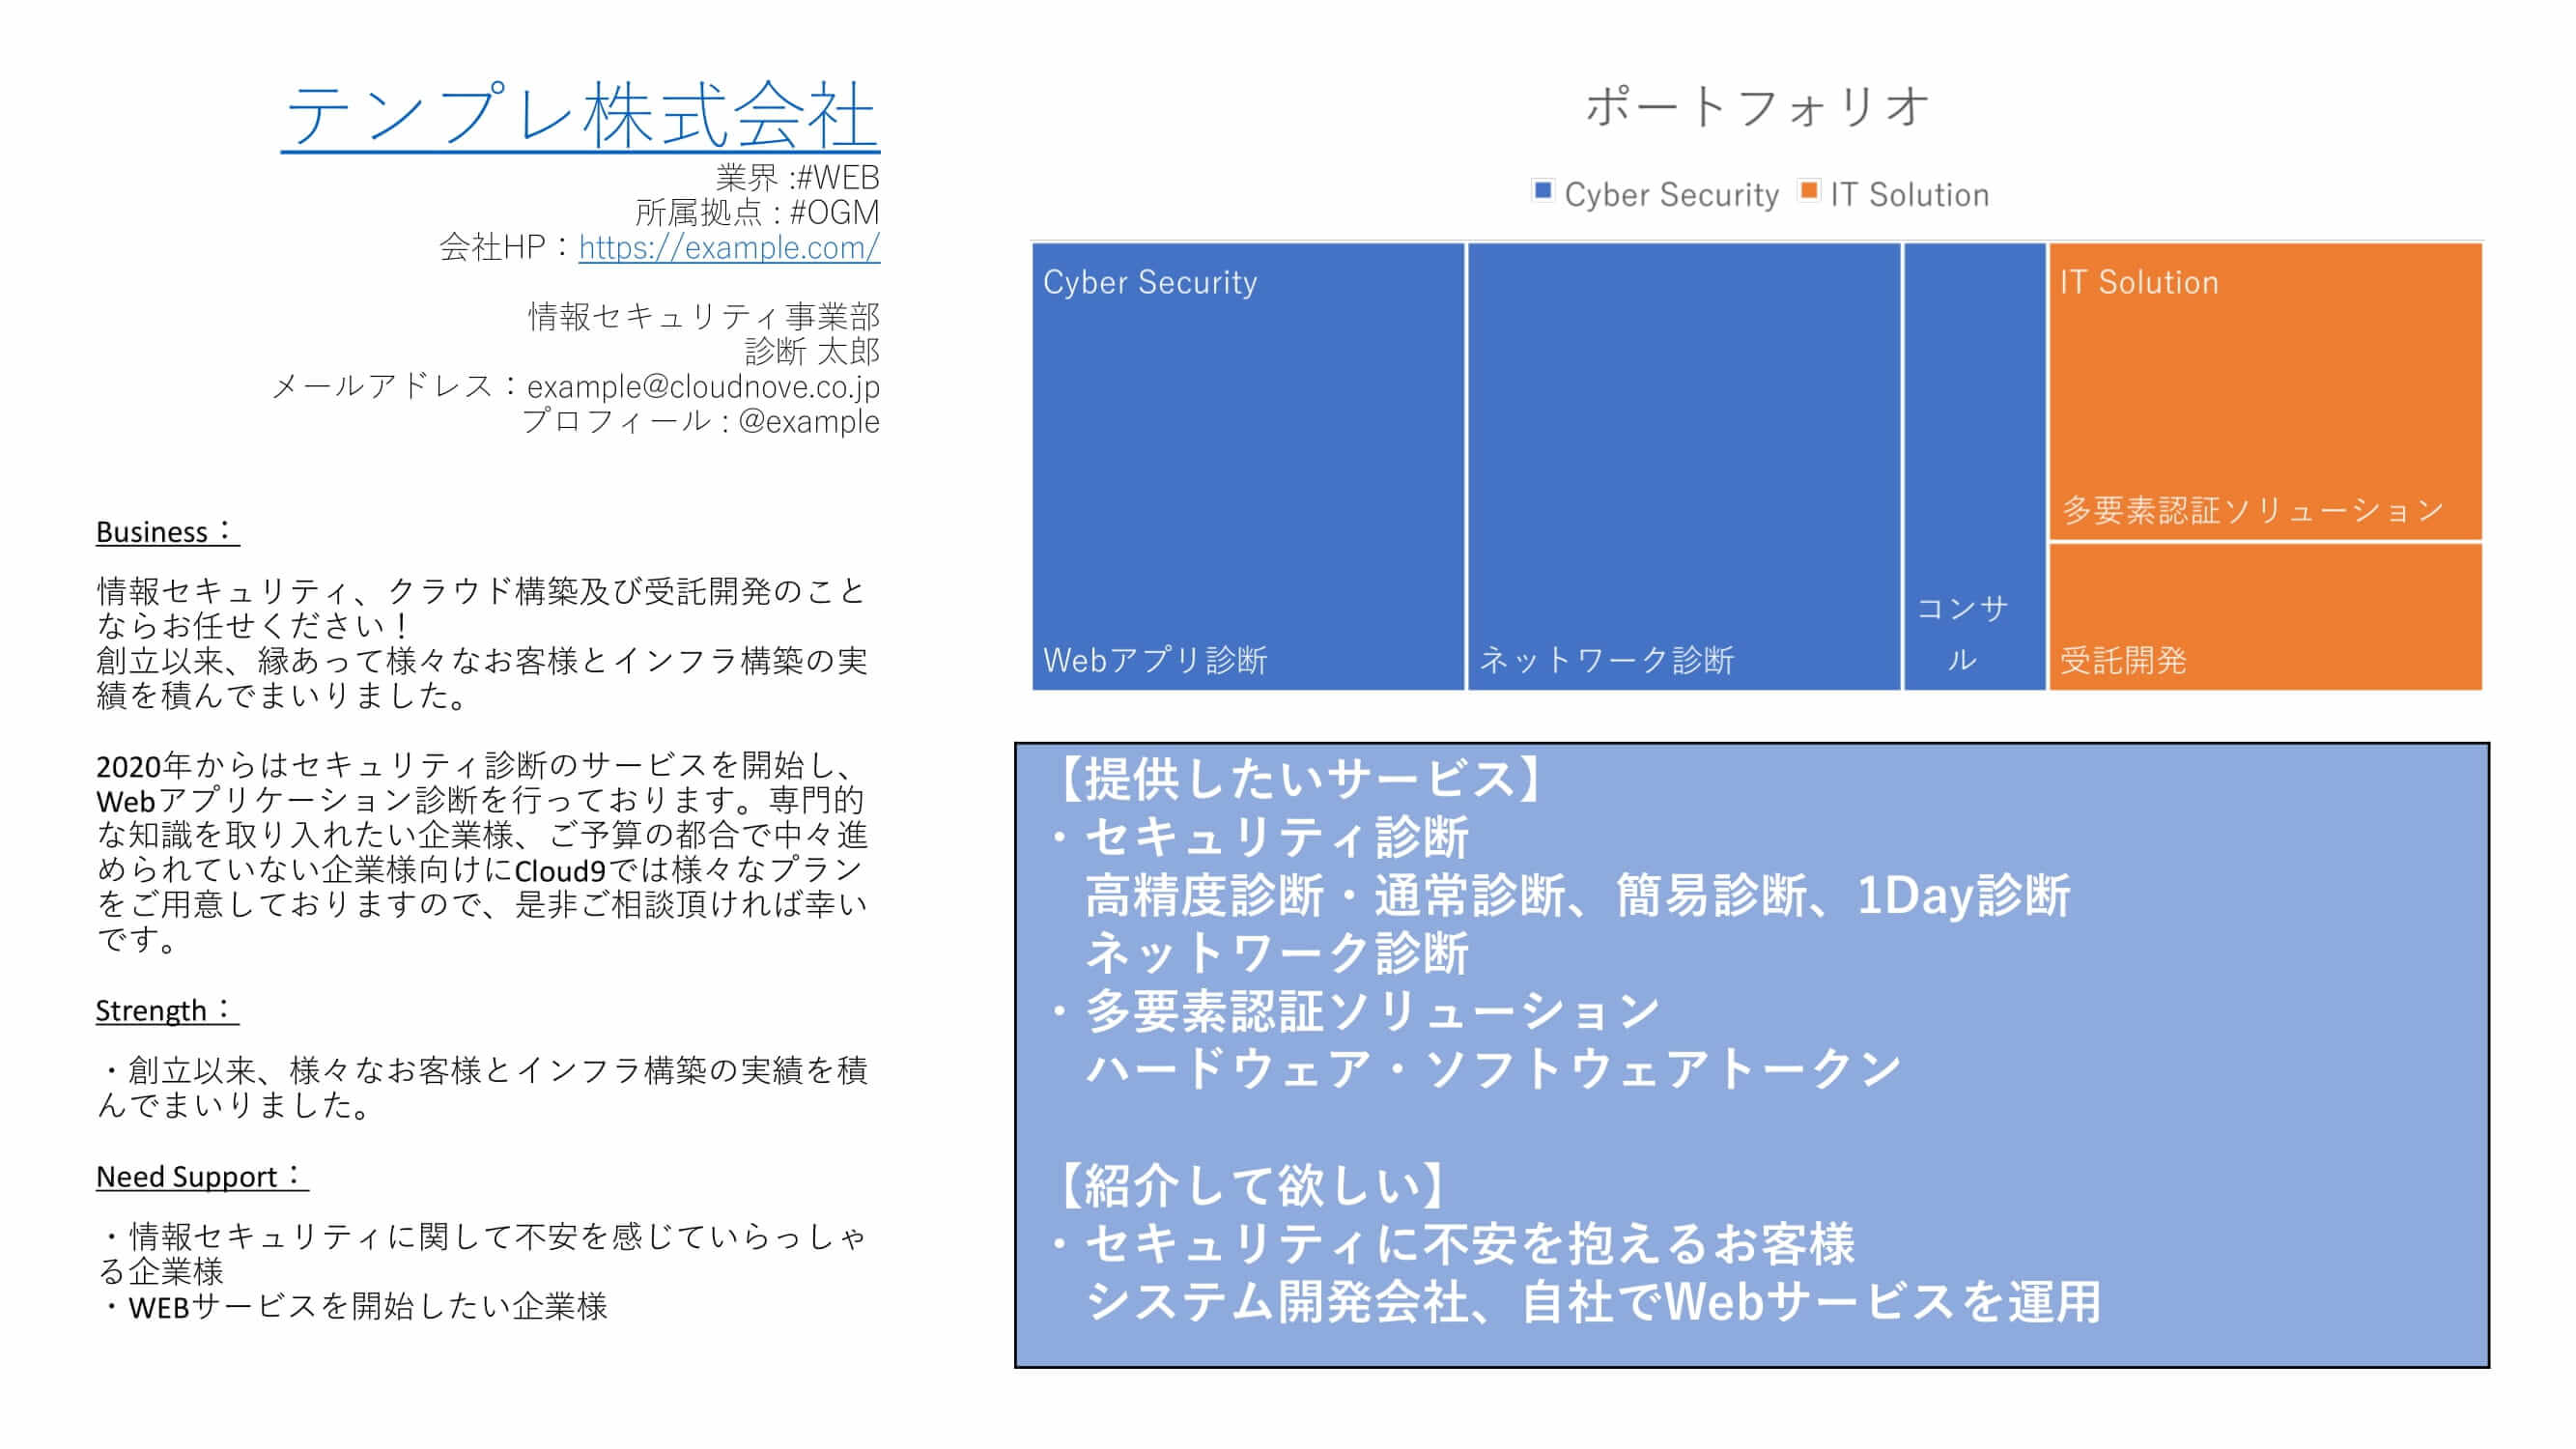 テンプレ株式会社
業界 :#WEB
所属拠点 : #OGM
会社HP：https://example.com/
情報セキュリティ事業部
診断 太郎
メールアドレス：example@cloudnove.co.jp
プロフィール : @example
Business：
情報セキュリティ、クラウド構築及び受託開発のこと
ならお任せください！
創立以来、縁あって様々なお客様とインフラ構築の実
績を積んでまいりました。
2020年からはセキュリティ診断のサービスを開始し、
Webアプリケーション診断を行っております。専門的
な知識を取り入れたい企業様、ご予算の都合で中々進
められていない企業様向けにCloud9では様々なプラン
をご用意しておりますので、是非ご相談頂ければ幸い
です。
Strength：
・創立以来、様々なお客様とインフラ構築の実績を積
んでまいりました。
Need Support：
・情報セキュリティに関して不安を感じていらっしゃ
る企業様
・WEBサービスを開始したい企業様
ポートフォリオ
Cyber Security IT Solution
Cyber Security
Webアプリ診断
ネットワーク診断
コンサ
ル
IT Solution
多要素認証ソリューション
受託開発
【提供したいサービス】
・セキュリティ診断
高精度診断・通常診断、簡易診断、1Day診断
ネットワーク診断
・多要素認証ソリューション
ハードウェア・ソフトウェアトークン
【紹介して欲しい】
・セキュリティに不安を抱えるお客様
システム開発会社、自社でWebサービスを運用